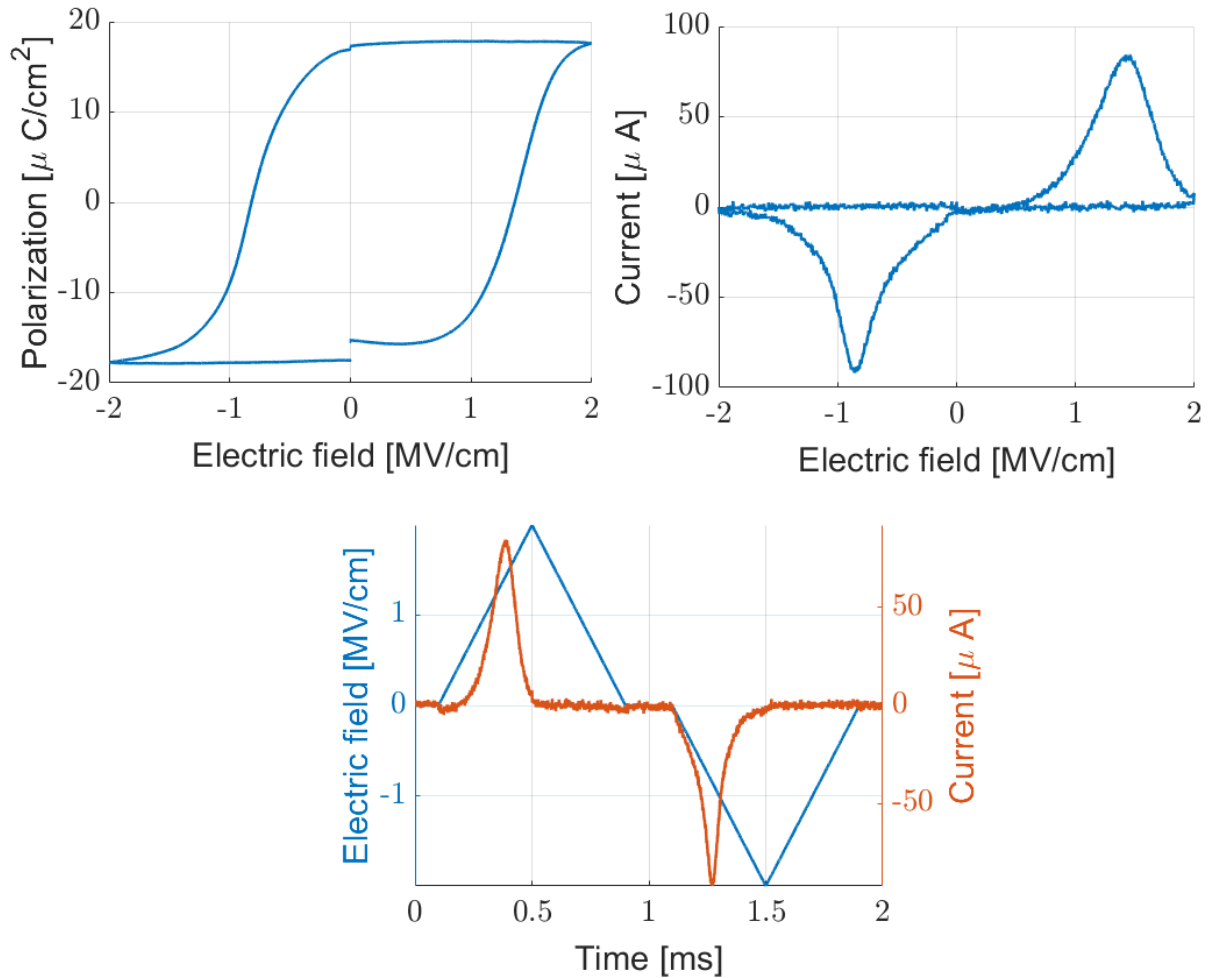 20
10
0
-10
-20
-2 -1 0 1 2
Polarization [μ C/cm²]
Electric field [MV/cm]
100
50
0
-50
-100
-2 -1 0 1 2
Current [μ A]
Electric field [MV/cm]
1
0
-1
Electric field [MV/cm]
50
0
-50
Current [μ A]
0 0.5 1 1.5 2
Time [ms]